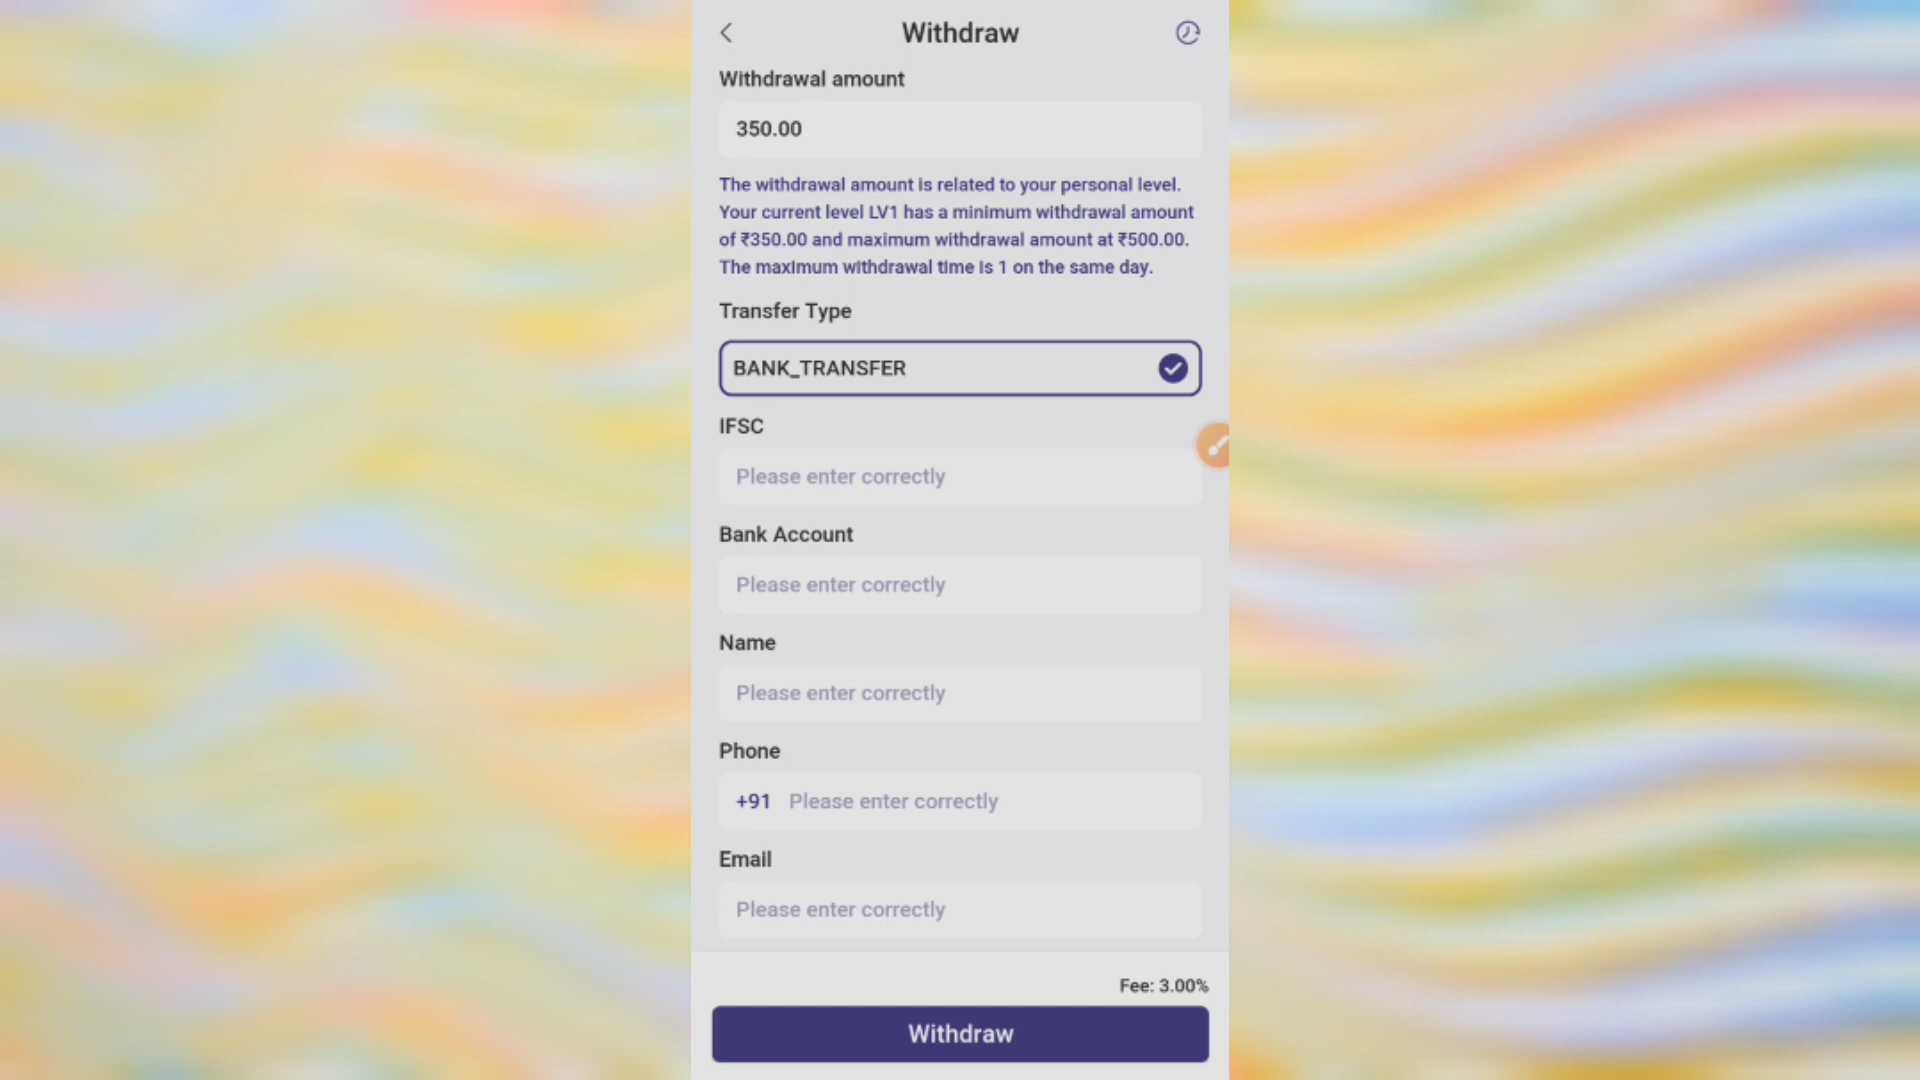 Withdraw
Withdrawal amount
350.00
The withdrawal amount is related to your personal level.
Your current level LV1 has a minimum withdrawal amount
of ₹350.00 and maximum withdrawal amount at ₹500.00.
The maximum withdrawal time is 1 on the same day.
Transfer Type
BANK_TRANSFER
IFSC
Please enter correctly
Bank Account
Please enter correctly
Name
Please enter correctly
Phone
+91 Please enter correctly
Email
Please enter correctly
Fee: 3.00%
Withdraw